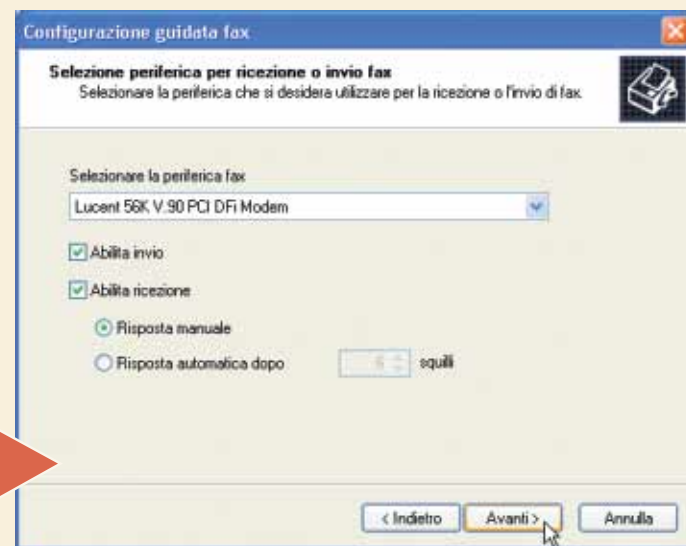 Configurazione guidata fax
Selezione periferica per ricezione o invio fax
Selezionare la periferica che si desidera utilizzare per la ricezione o l'invio di fax.
Selezionare la periferica fax
Lucent 56K V.90 PCI DFi Modem
Abilita invio
Abilita ricezione
Risposta manuale
Risposta automatica dopo
squilli
< Indietro
Avanti >
Annulla